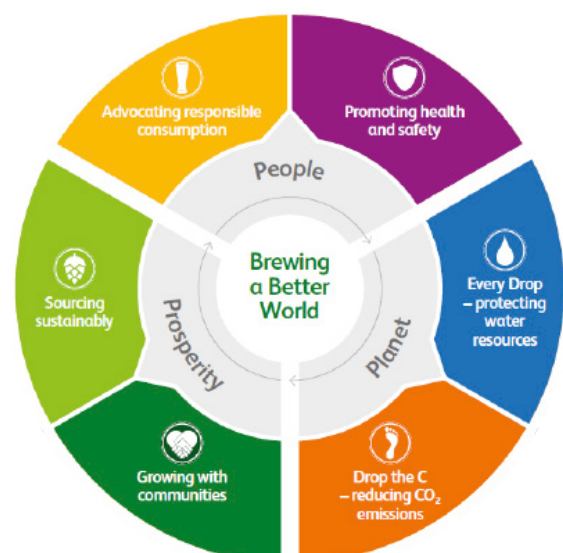 Advocating responsible
consumption
Promoting health
and safety
People
Brewing
a Better
World
Sourcing
sustainably
Every Drop
– protecting
water
resources
Prosperity
Planet
Growing with
communities
Drop the C
– reducing CO₂
emissions